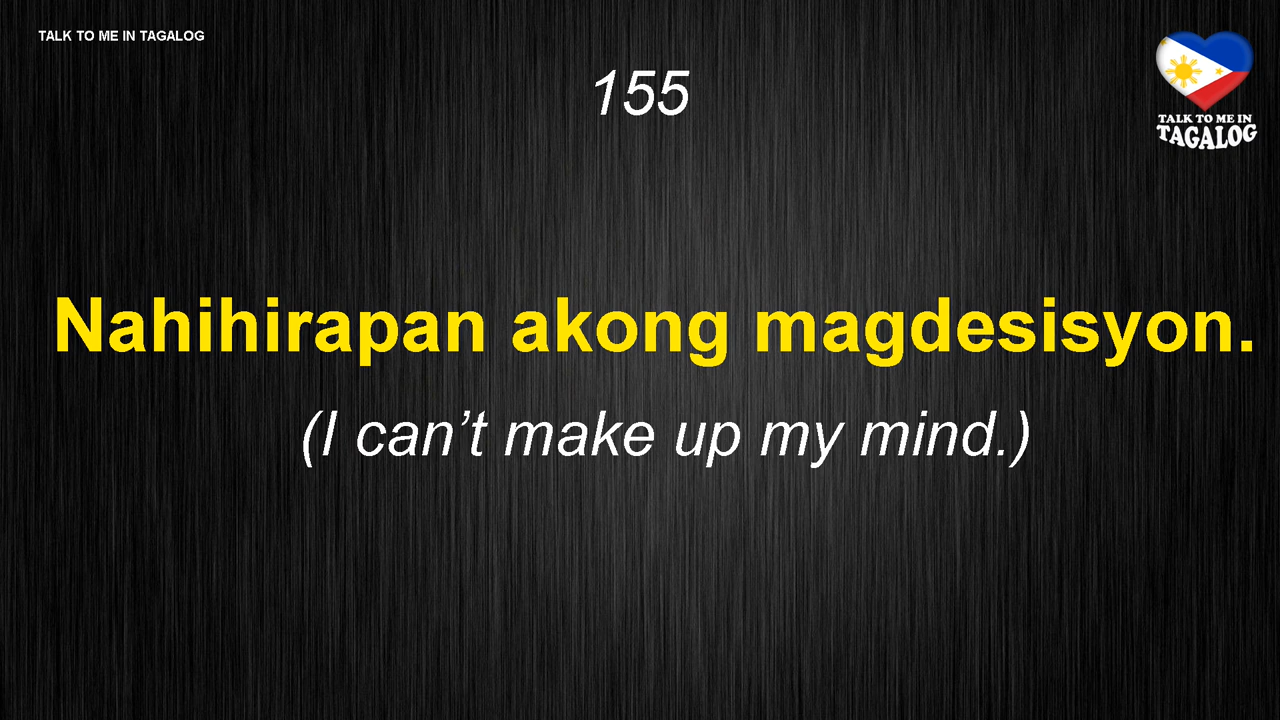 TALK TO ME IN TAGALOG
155
TALK TO ME IN
TAGALOG
Nahihirapan akong magdesisyon.
(I can’t make up my mind.)